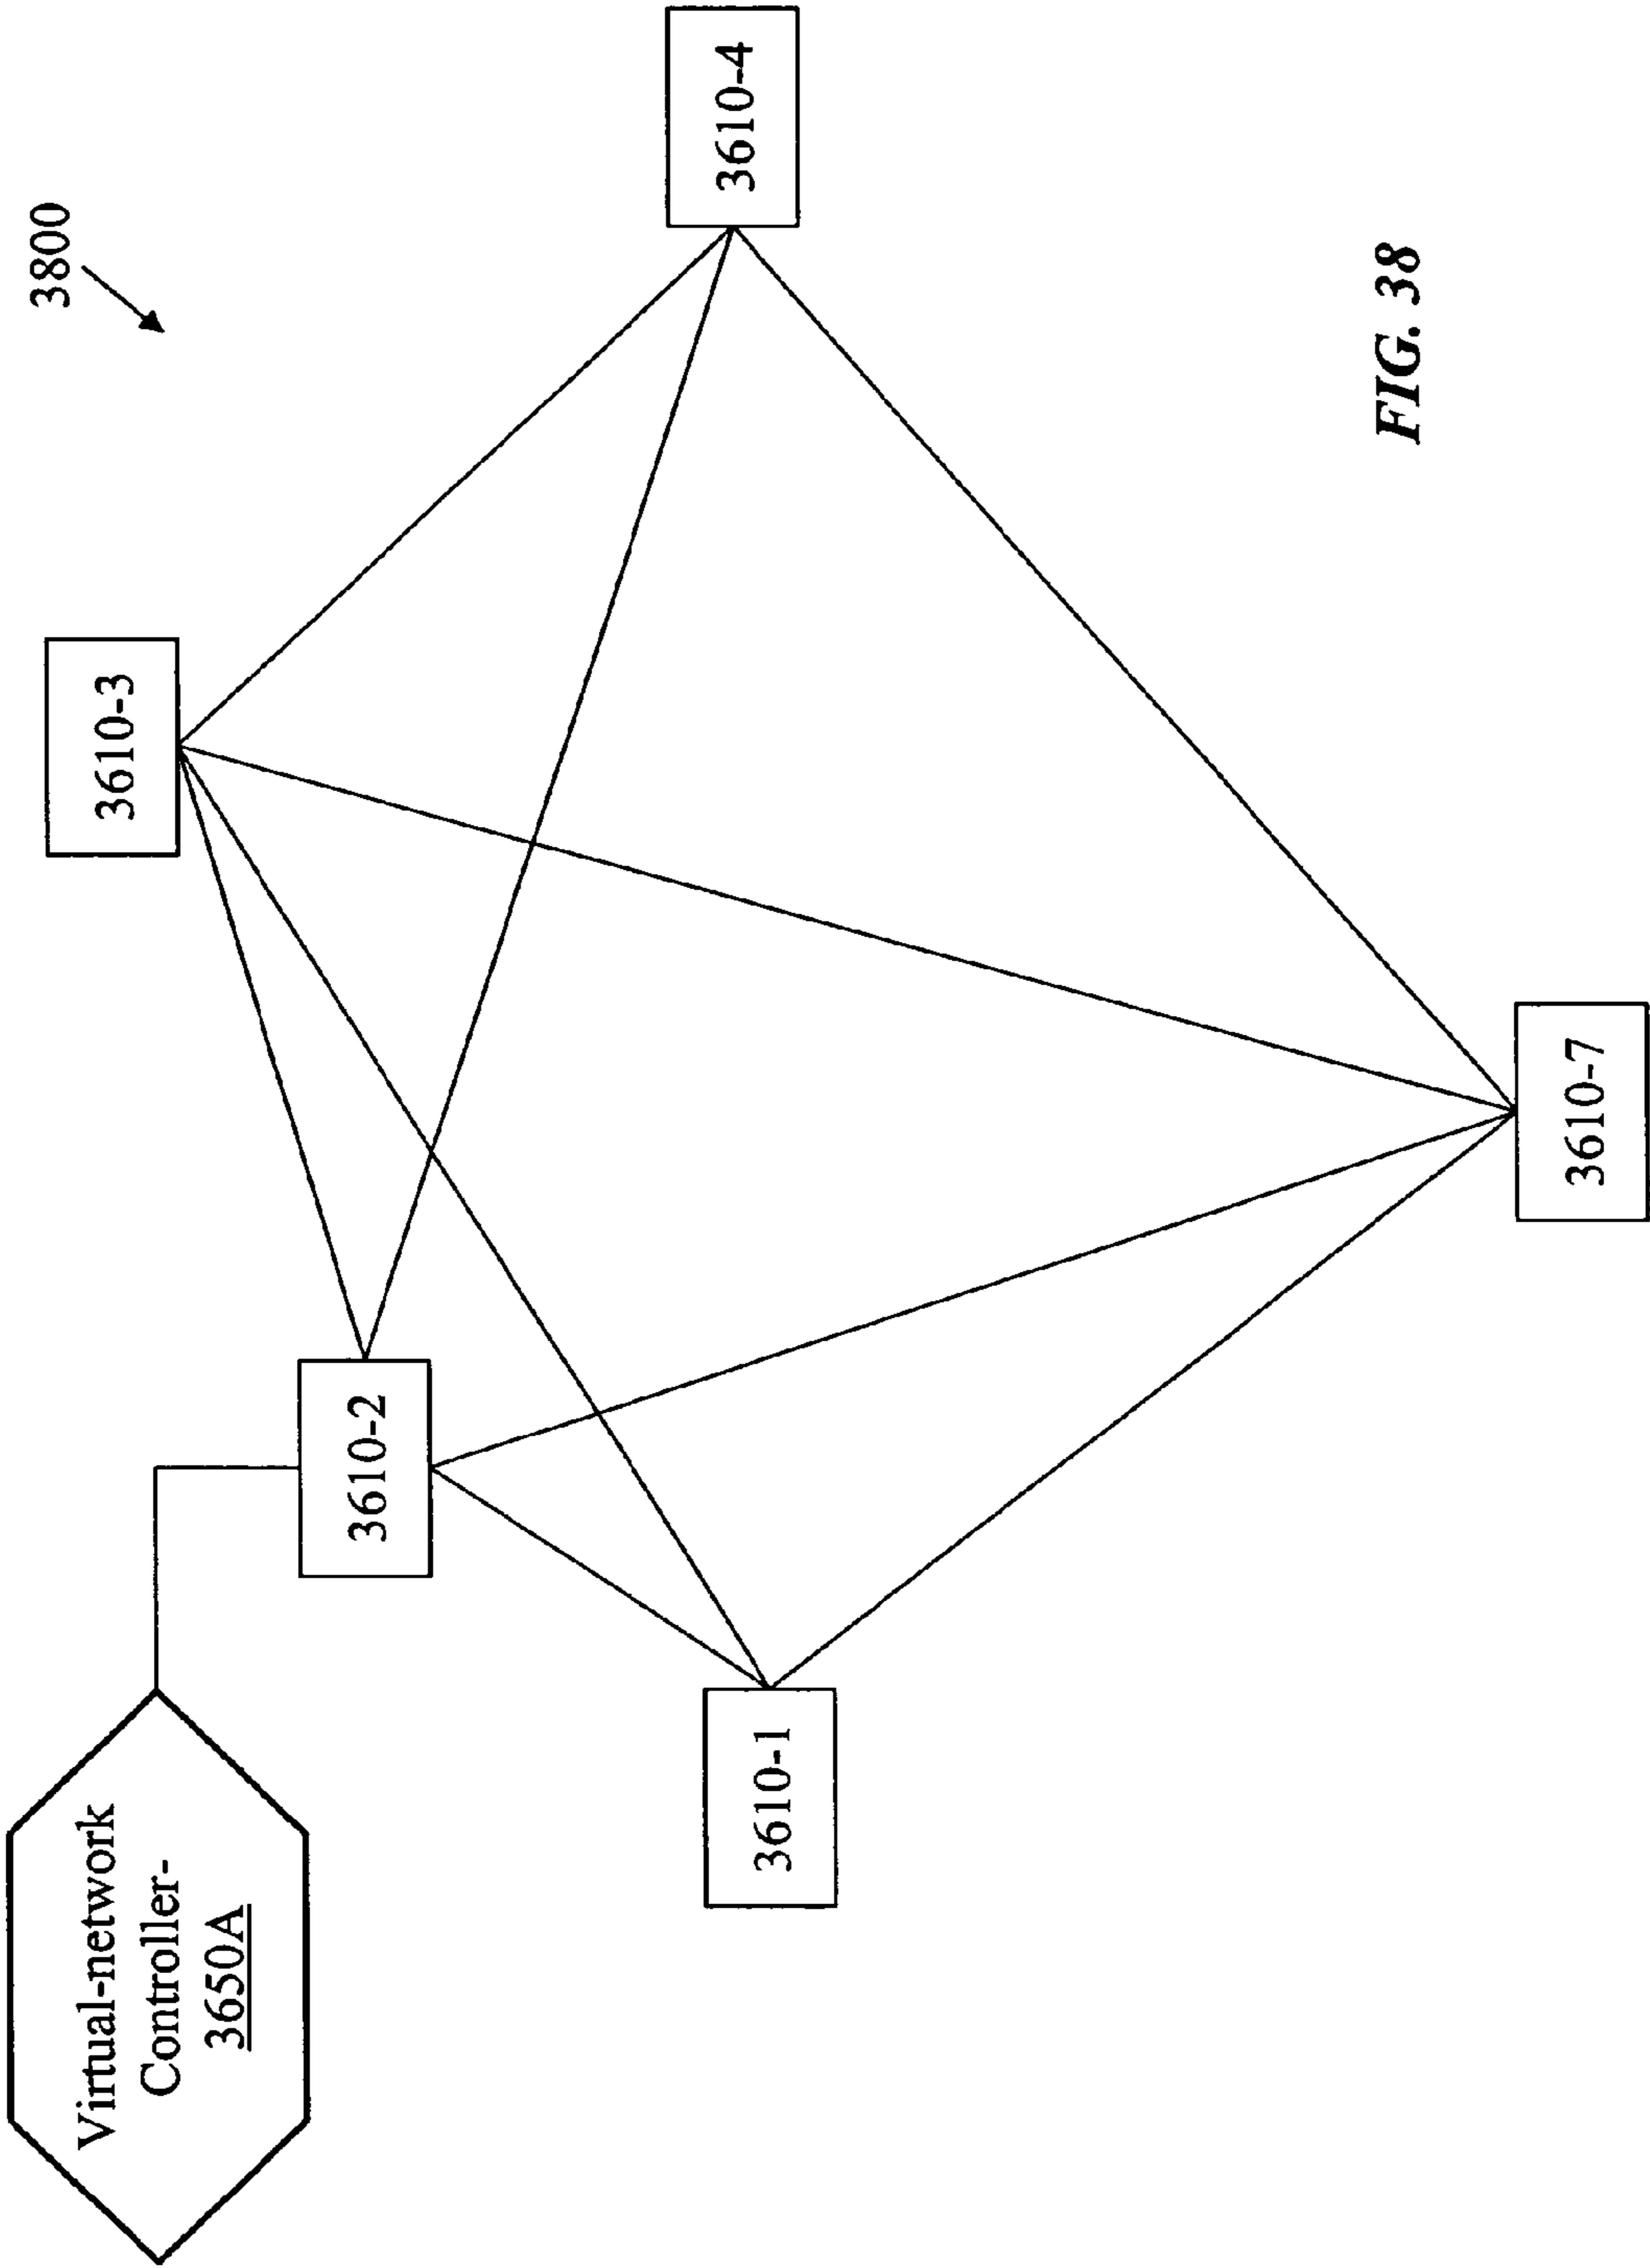 3800
Virtual-network
Controller-
3650A
3610-3
3610-2
3610-4
3610-1
3610-7
FIG. 38